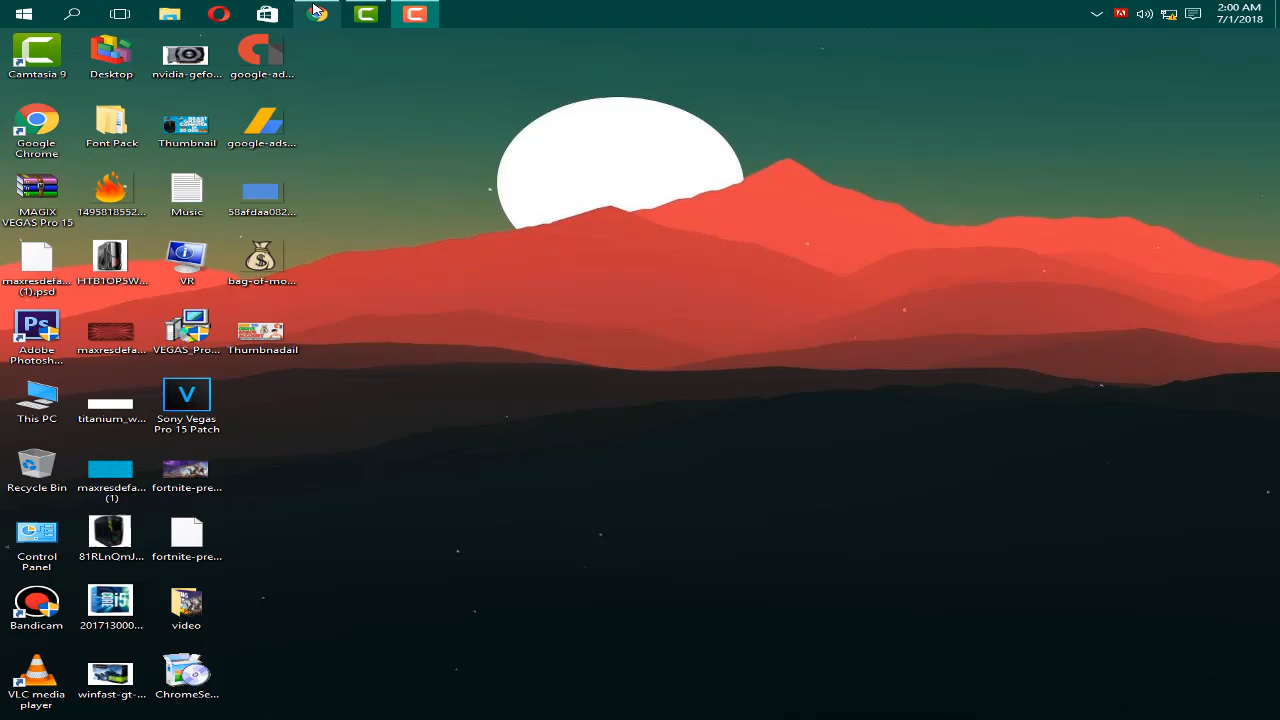 2:00 AM
7/1/2018
Camtasia 9
Desktop
nvidia-gefo...
google-ad...
Google
Chrome
Font Pack
Thumbnail
google-ads...
MAGIX
VEGAS Pro 15
1495818552...
Music
58afdaa082...
maxresdefa...
(1).psd
HTB1OP5W...
VR
bag-of-mo...
Adobe
Photosh...
maxresdefa...
VEGAS_Pro...
Thumbnadail
This PC
titanium_w...
Sony Vegas
Pro 15 Patch
Recycle Bin
maxresdefa...
(1)
fortnite-pre...
Control
Panel
81RLnQmJ...
fortnite-pre...
Bandicam
201713000...
video
VLC media
player
winfast-gt-...
ChromeSe...